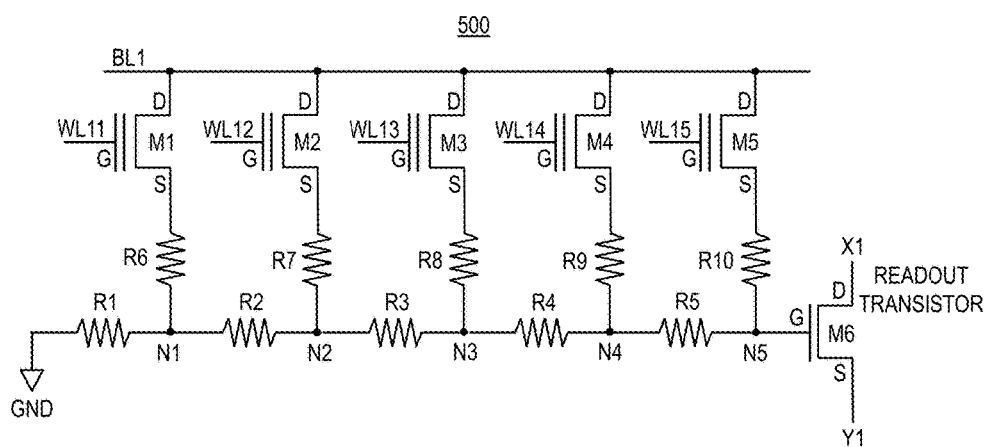 500
BL1
D D D D D
WL11 WL12 WL13 WL14 WL15
M1 M2 M3 M4 M5
G G G G G
S S S S S
R6 R7 R8 R9 R10
X1
READOUT
TRANSISTOR
R1 R2 R3 R4 R5
D
G
M6
N1 N2 N3 N4 N5
S
GND
Y1